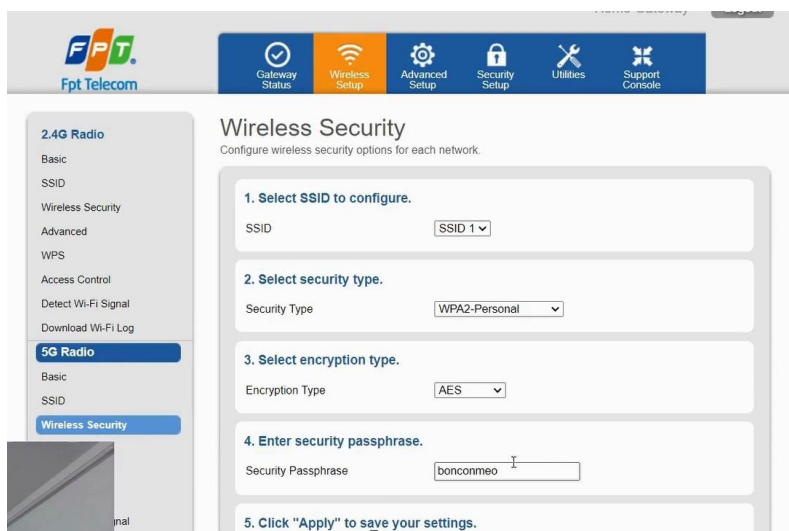 FPT.
Fpt Telecom
Gateway Status
Wireless Setup
Advanced Setup
Security Setup
Utilities
Support Console
2.4G Radio
Basic
SSID
Wireless Security
Advanced
WPS
Access Control
Detect Wi-Fi Signal
Download Wi-Fi Log
5G Radio
Basic
SSID
Wireless Security
Wireless Security
Configure wireless security options for each network.
1. Select SSID to configure.
SSID SSID 1
2. Select security type.
Security Type WPA2-Personal
3. Select encryption type.
Encryption Type AES
4. Enter security passphrase.
Security Passphrase bonconmeo
5. Click "Apply" to save your settings.